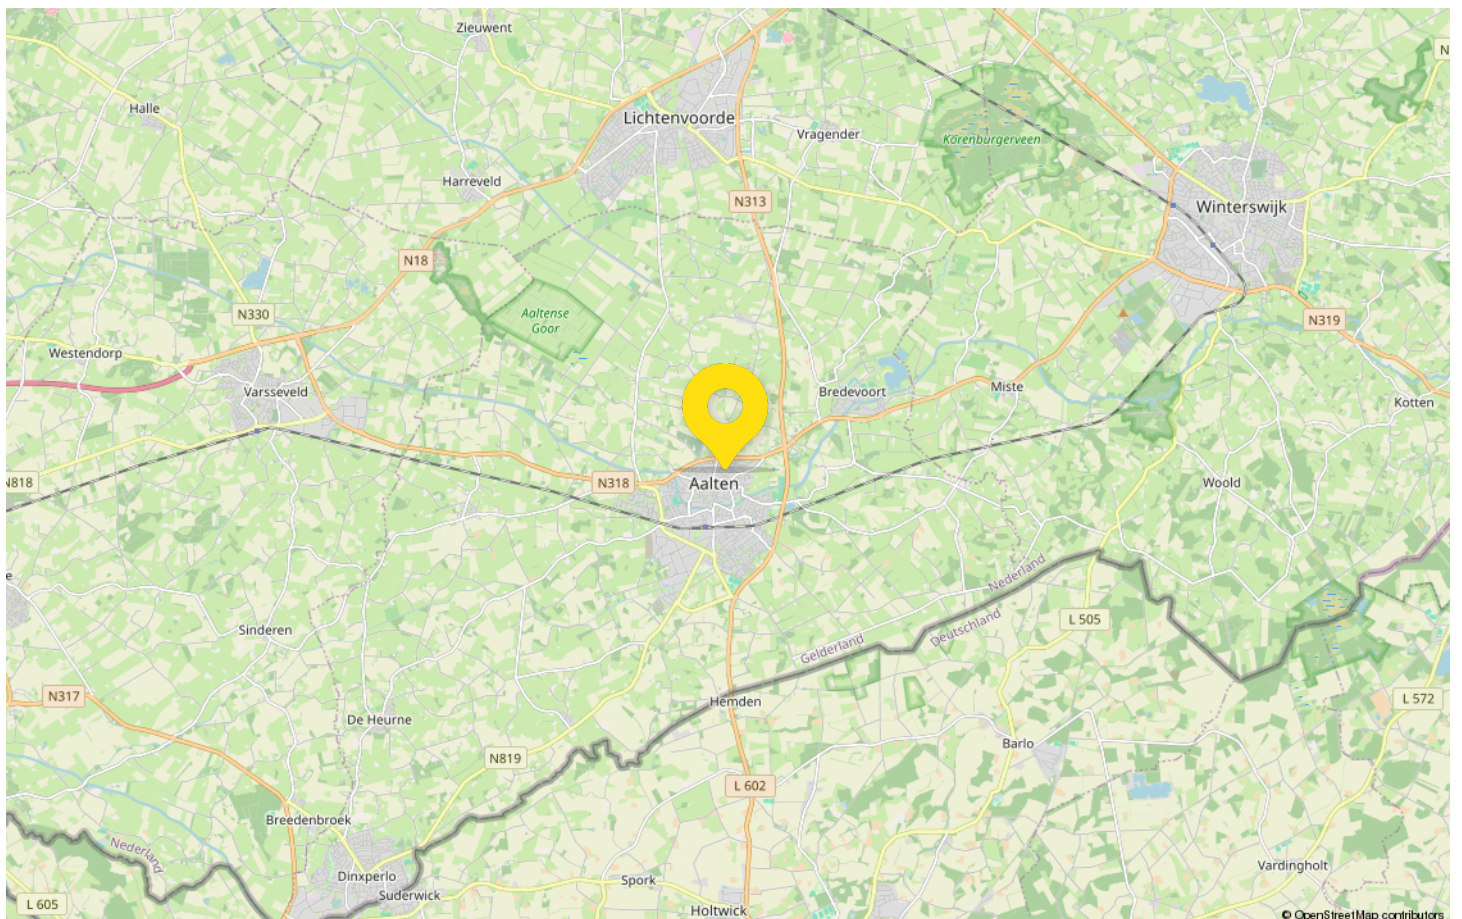 Zieuwent
N
Halle
Lichtenvoorde
Vragender
Korenburgerveen
Harreveld
N313
Winterswijk
N18
N330
Aaltense
Goor
N319
Westendorp
Varsseveld
Bredevoort
Miste
Kotten
N818
N318
Aalten
Woold
e
Nederland
Sinderen
L 505
Gelderland
Deutschland
N317
Hemden
L 572
De Heurne
Barlo
N819
L 602
Breedenbroek
Nederland
Vardingholt
Dinxperlo
Spork
Suderwick
L 605
Holtwick
© OpenStreetMap contributors